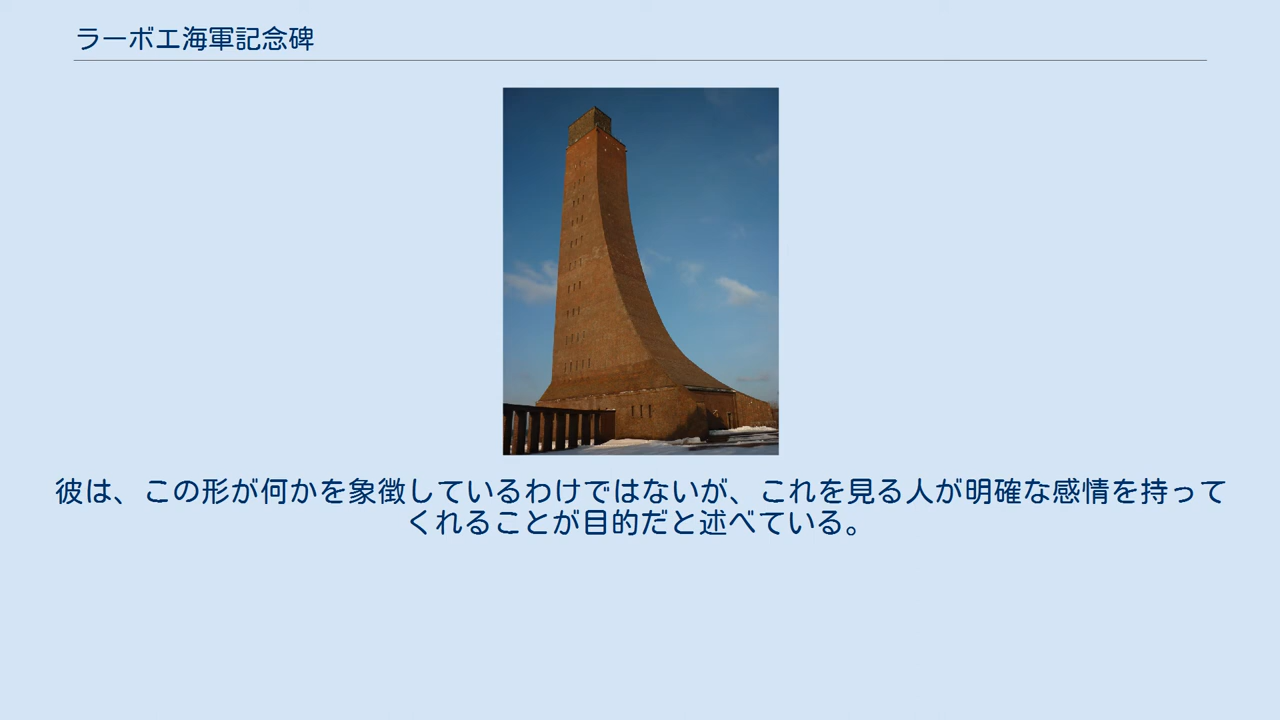 ラーボエ海軍記念碑
彼は、この形が何かを象徴しているわけではないが、これを見る人が明確な感情を持って
くれることが目的だと述べている。